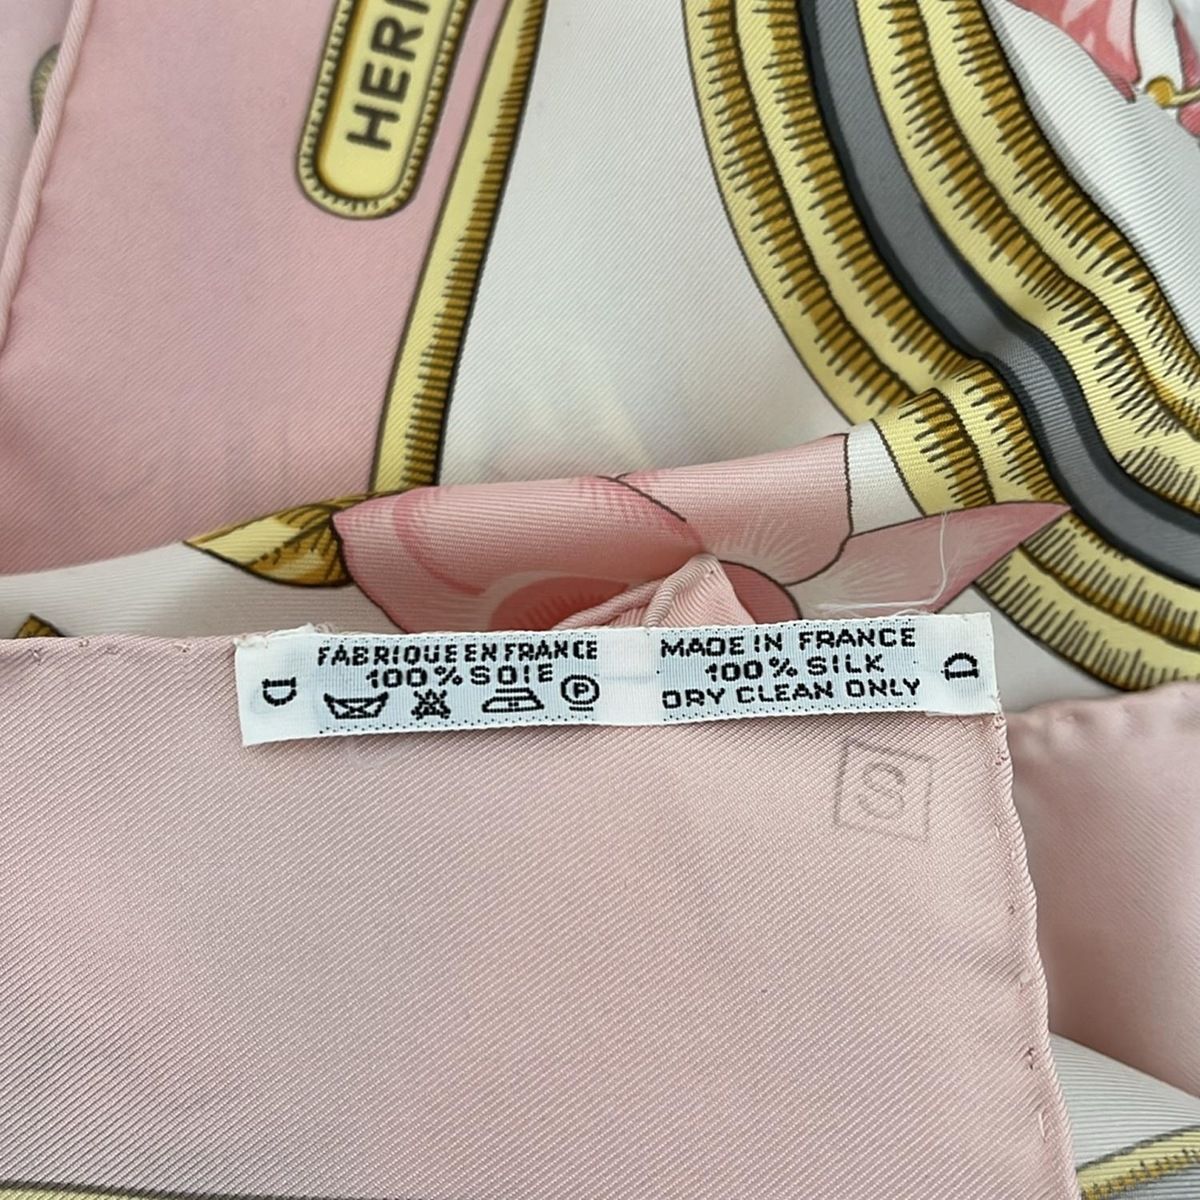 HERI
FABRIQUE EN FRANCE
100% SOIE
P
D
MADE IN FRANCE
100% SILK
DRY CLEAN ONLY
D
S